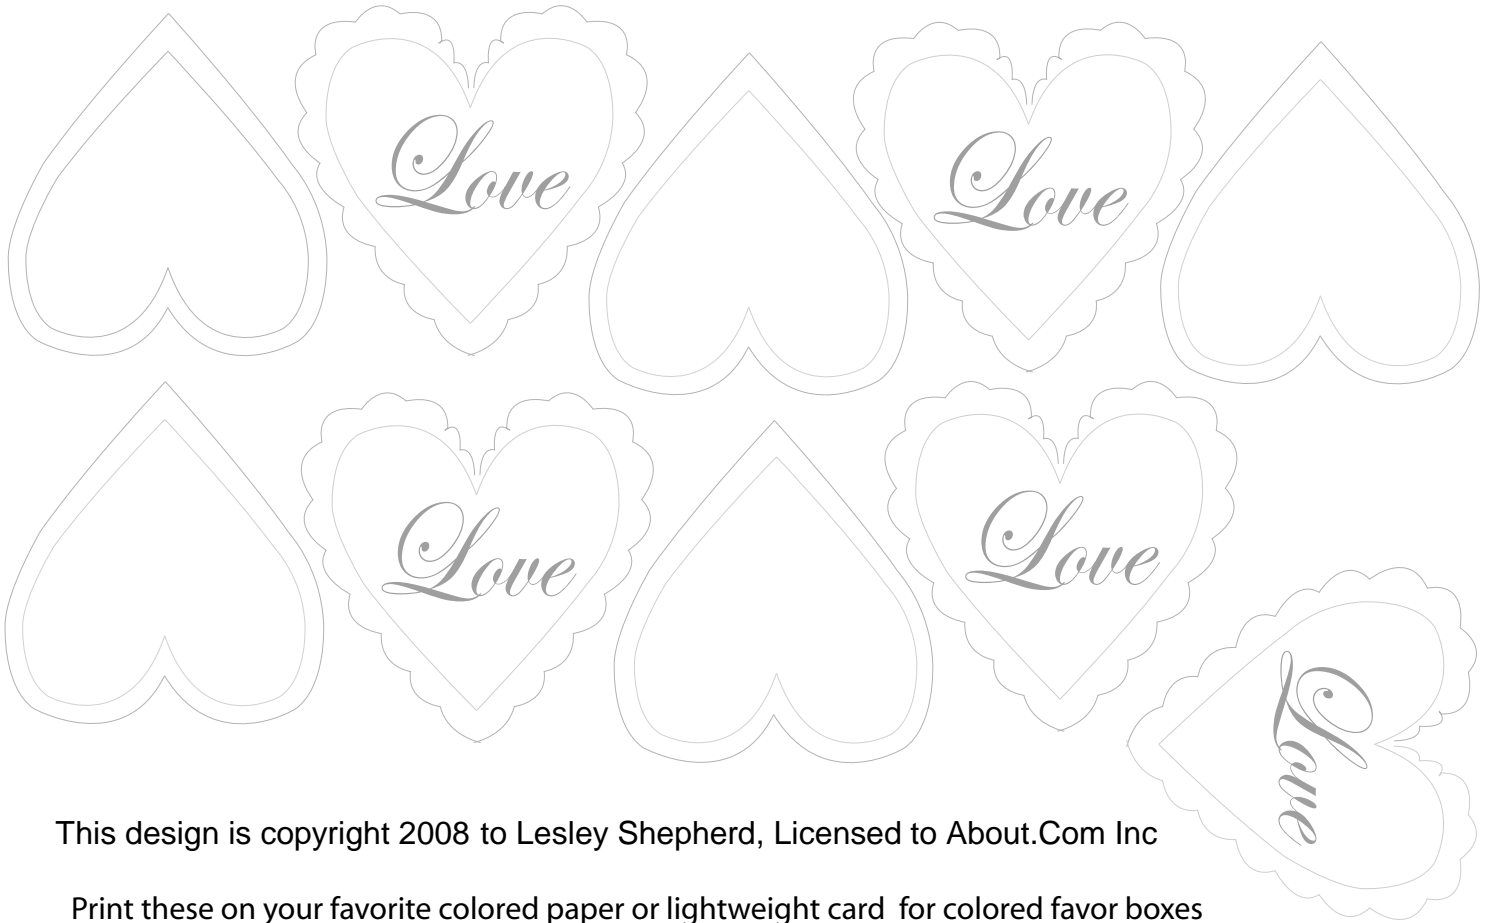 Love
Love
Love
Love
Love
This design is copyright 2008 to Lesley Shepherd, Licensed to About.Com Inc
Print these on your favorite colored paper or lightweight card for colored favor boxes